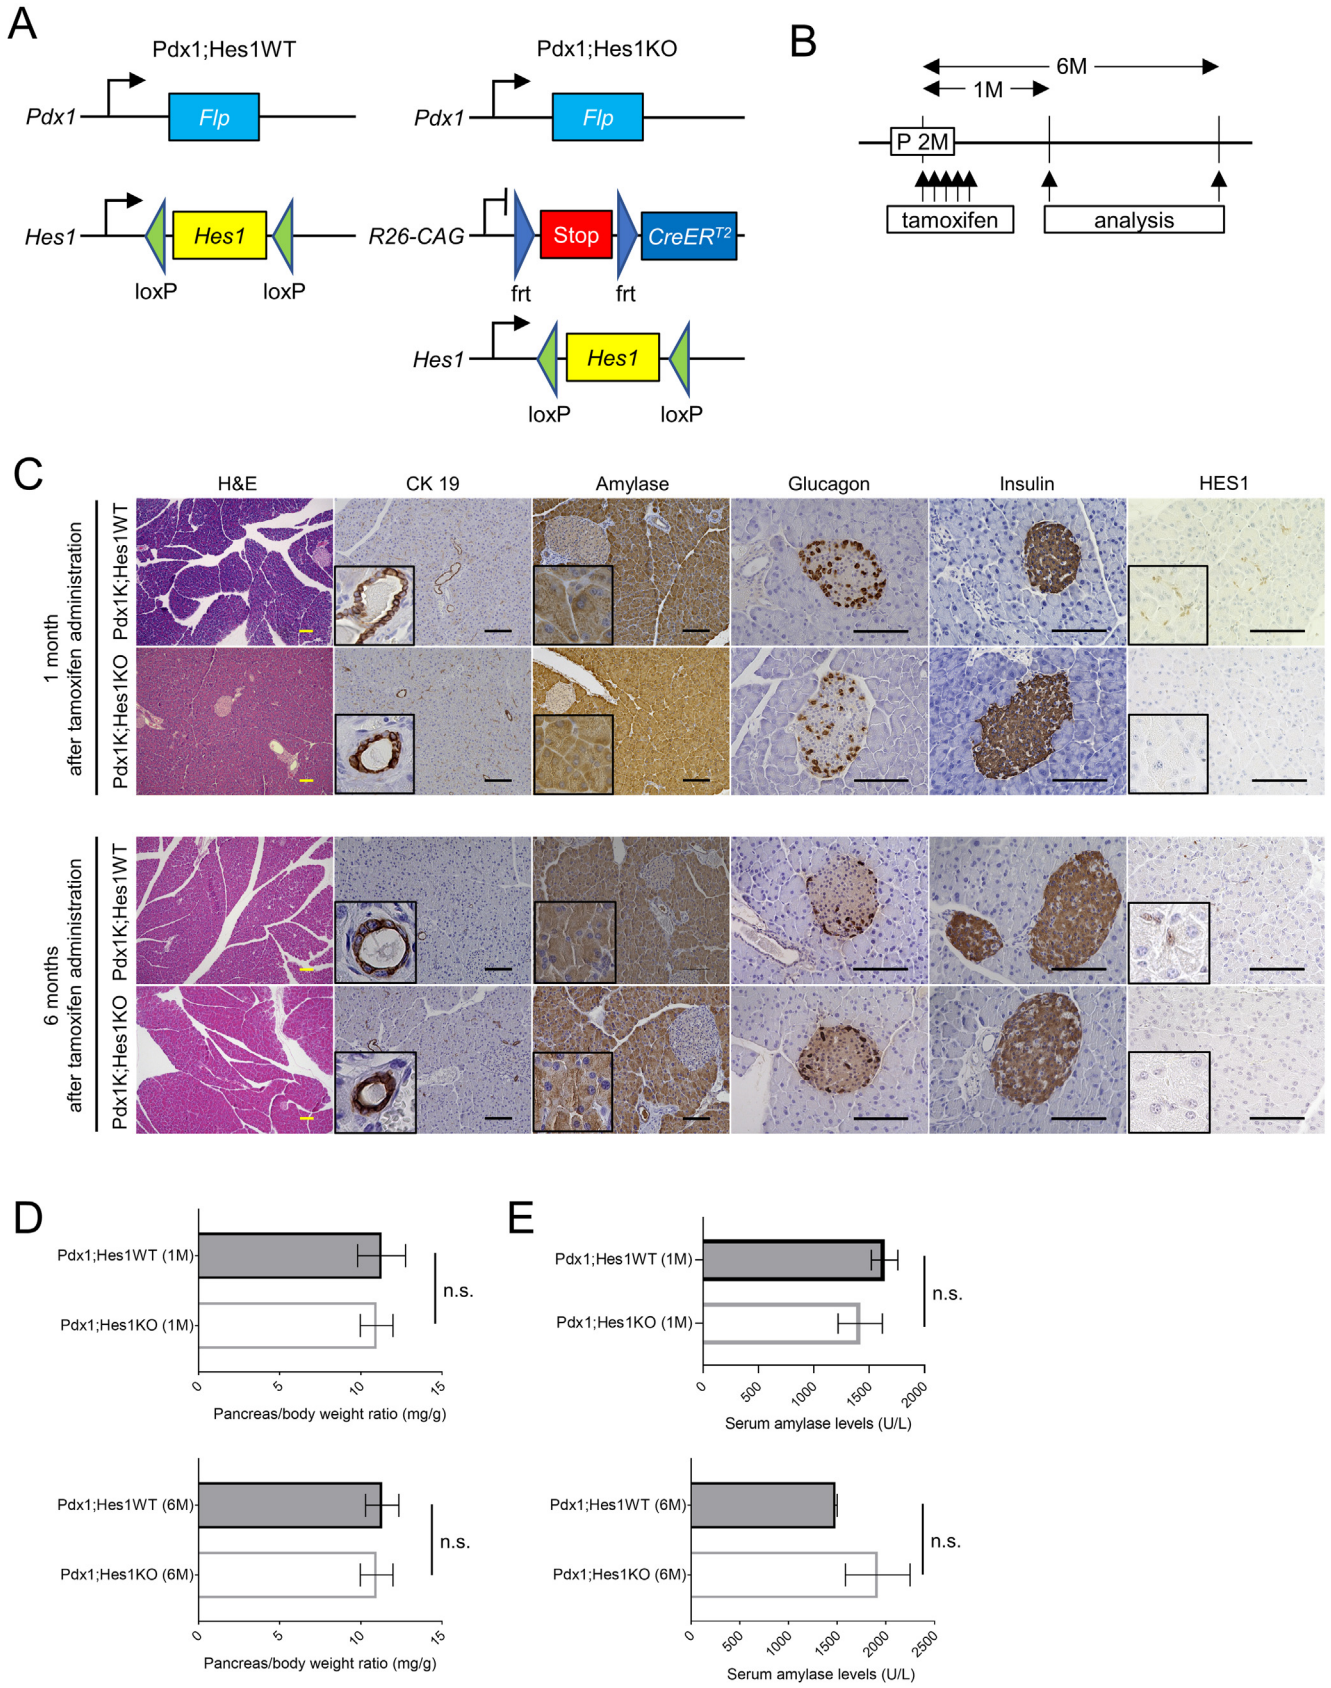 A
Pdx1;Hes1WT
Pdx1;Hes1KO
Pdx1
Flp
Pdx1
Flp
Hes1
Hes1
loxP
loxP
R26-CAG
Stop
CreERT2
frt
frt
Hes1
Hes1
loxP
loxP
B
6M
1M
P 2M
tamoxifen
analysis
C
H&E
CK 19
Amylase
Glucagon
Insulin
HES1
1 month
after tamoxifen administration
Pdx1K;Hes1WT
Pdx1K;Hes1KO
6 months
after tamoxifen administration
Pdx1K;Hes1WT
Pdx1K;Hes1KO
D
Pdx1;Hes1WT (1M)
Pdx1;Hes1KO (1M)
n.s.
0 5 10 15
Pancreas/body weight ratio (mg/g)
Pdx1;Hes1WT (6M)
Pdx1;Hes1KO (6M)
n.s.
0 5 10 15
Pancreas/body weight ratio (mg/g)
E
Pdx1;Hes1WT (1M)
Pdx1;Hes1KO (1M)
n.s.
0 500 1000 1500 2000
Serum amylase levels (U/L)
Pdx1;Hes1WT (6M)
Pdx1;Hes1KO (6M)
n.s.
0 500 1000 1500 2000 2500
Serum amylase levels (U/L)